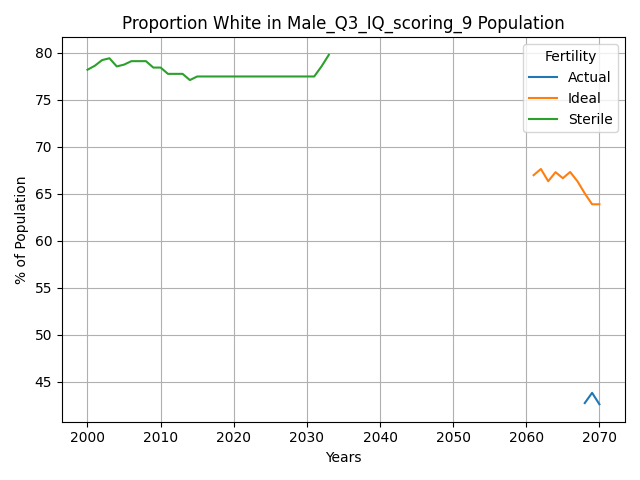 Proportion White in Male_Q3_IQ_scoring_9 Population
% of Population
80
75
70
65
60
55
50
45
2000 2010 2020 2030 2040 2050 2060 2070
Years
Fertility
Actual
Ideal
Sterile